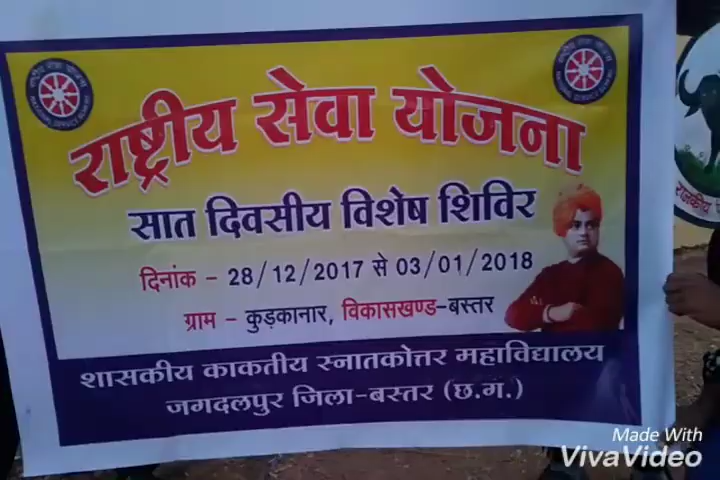 राष्ट्रीय सेवा योजना
सात दिवसीय विशेष शिविर
दिनांक - 28/12/2017 से 03/01/2018
ग्राम - कुड़कानार, विकासखण्ड-बस्तर
शासकीय काकतीय स्नातकोत्तर महाविद्यालय
जगदलपुर जिला-बस्तर (छ.ग.)
राजकीय
Made With
VivaVideo